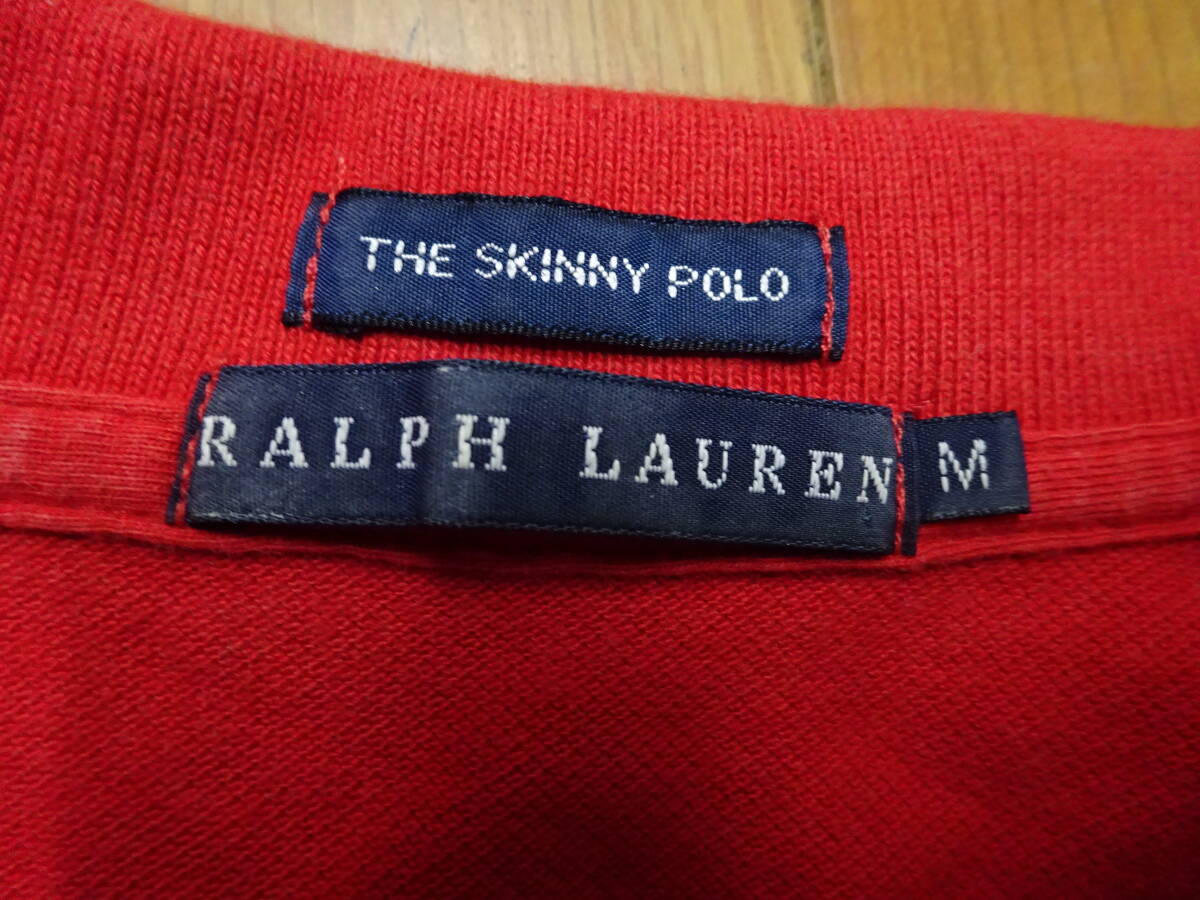 THE SKINNY POLO
RALPH LAUREN
M